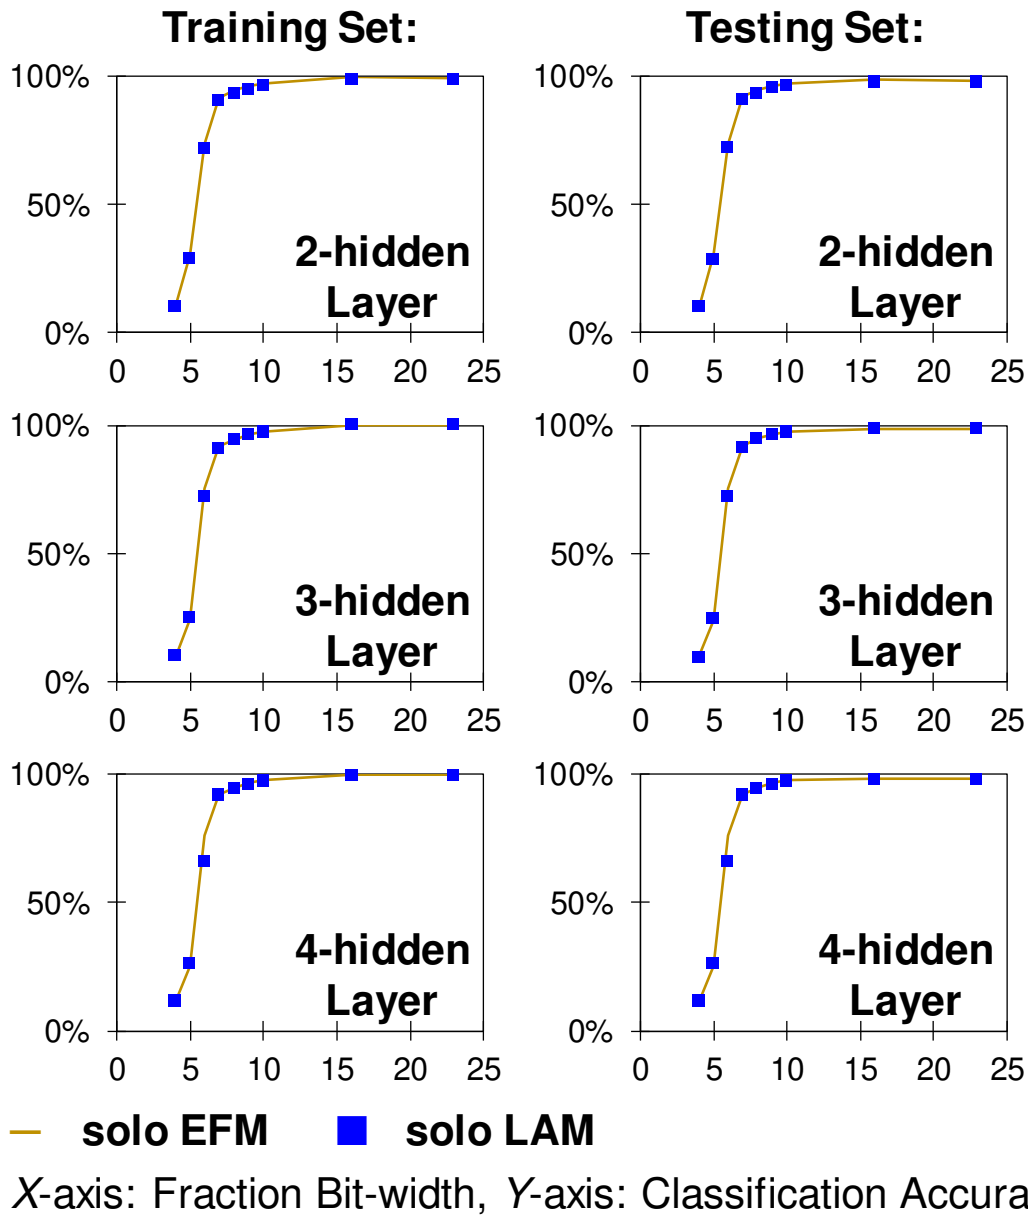 Training Set:
Testing Set:
100%
50%
0%
2-hidden
Layer
0 5 10 15 20 25
100%
50%
0%
2-hidden
Layer
0 5 10 15 20 25
100%
50%
0%
3-hidden
Layer
0 5 10 15 20 25
100%
50%
0%
3-hidden
Layer
0 5 10 15 20 25
100%
50%
0%
4-hidden
Layer
0 5 10 15 20 25
100%
50%
0%
4-hidden
Layer
0 5 10 15 20 25
solo EFM solo LAM
X-axis: Fraction Bit-width, Y-axis: Classification Accura